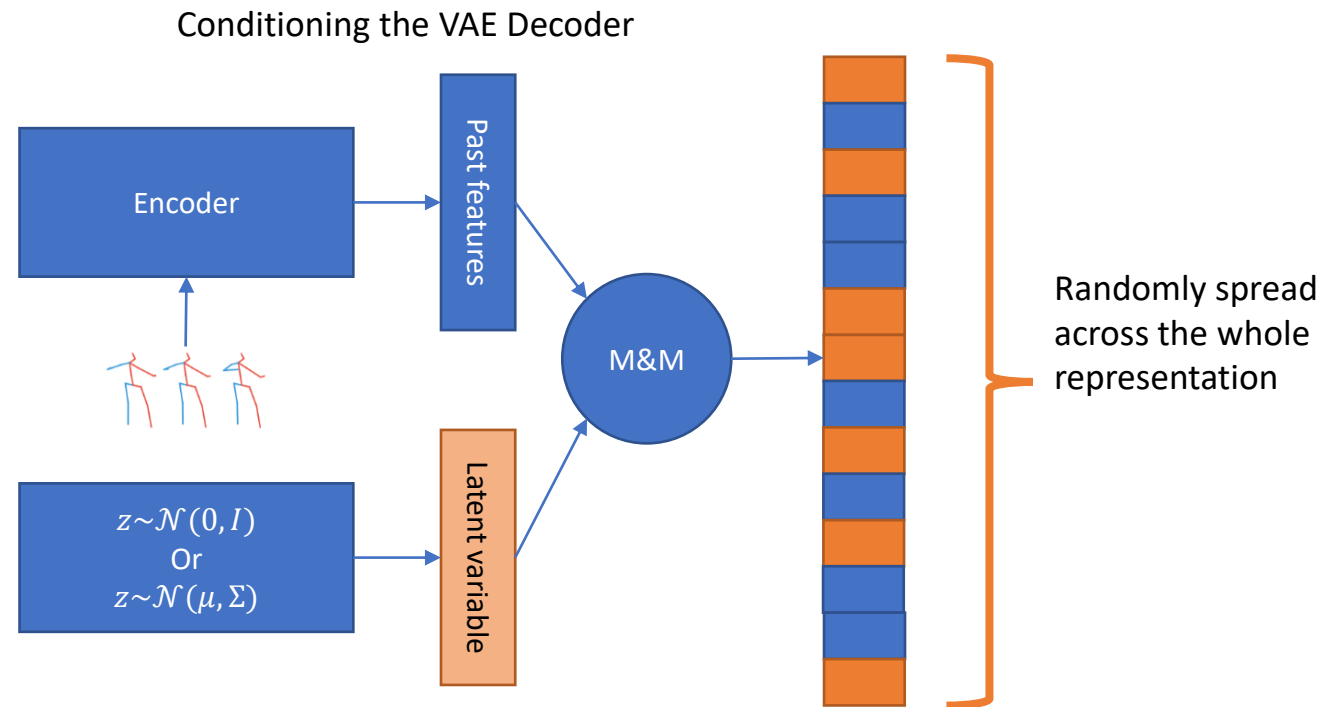 Conditioning the VAE Decoder
Encoder
Past features
M&M
Randomly spread
across the whole
representation
z~𝒩(0, I)
Or
z~𝒩(μ, Σ)
Latent variable